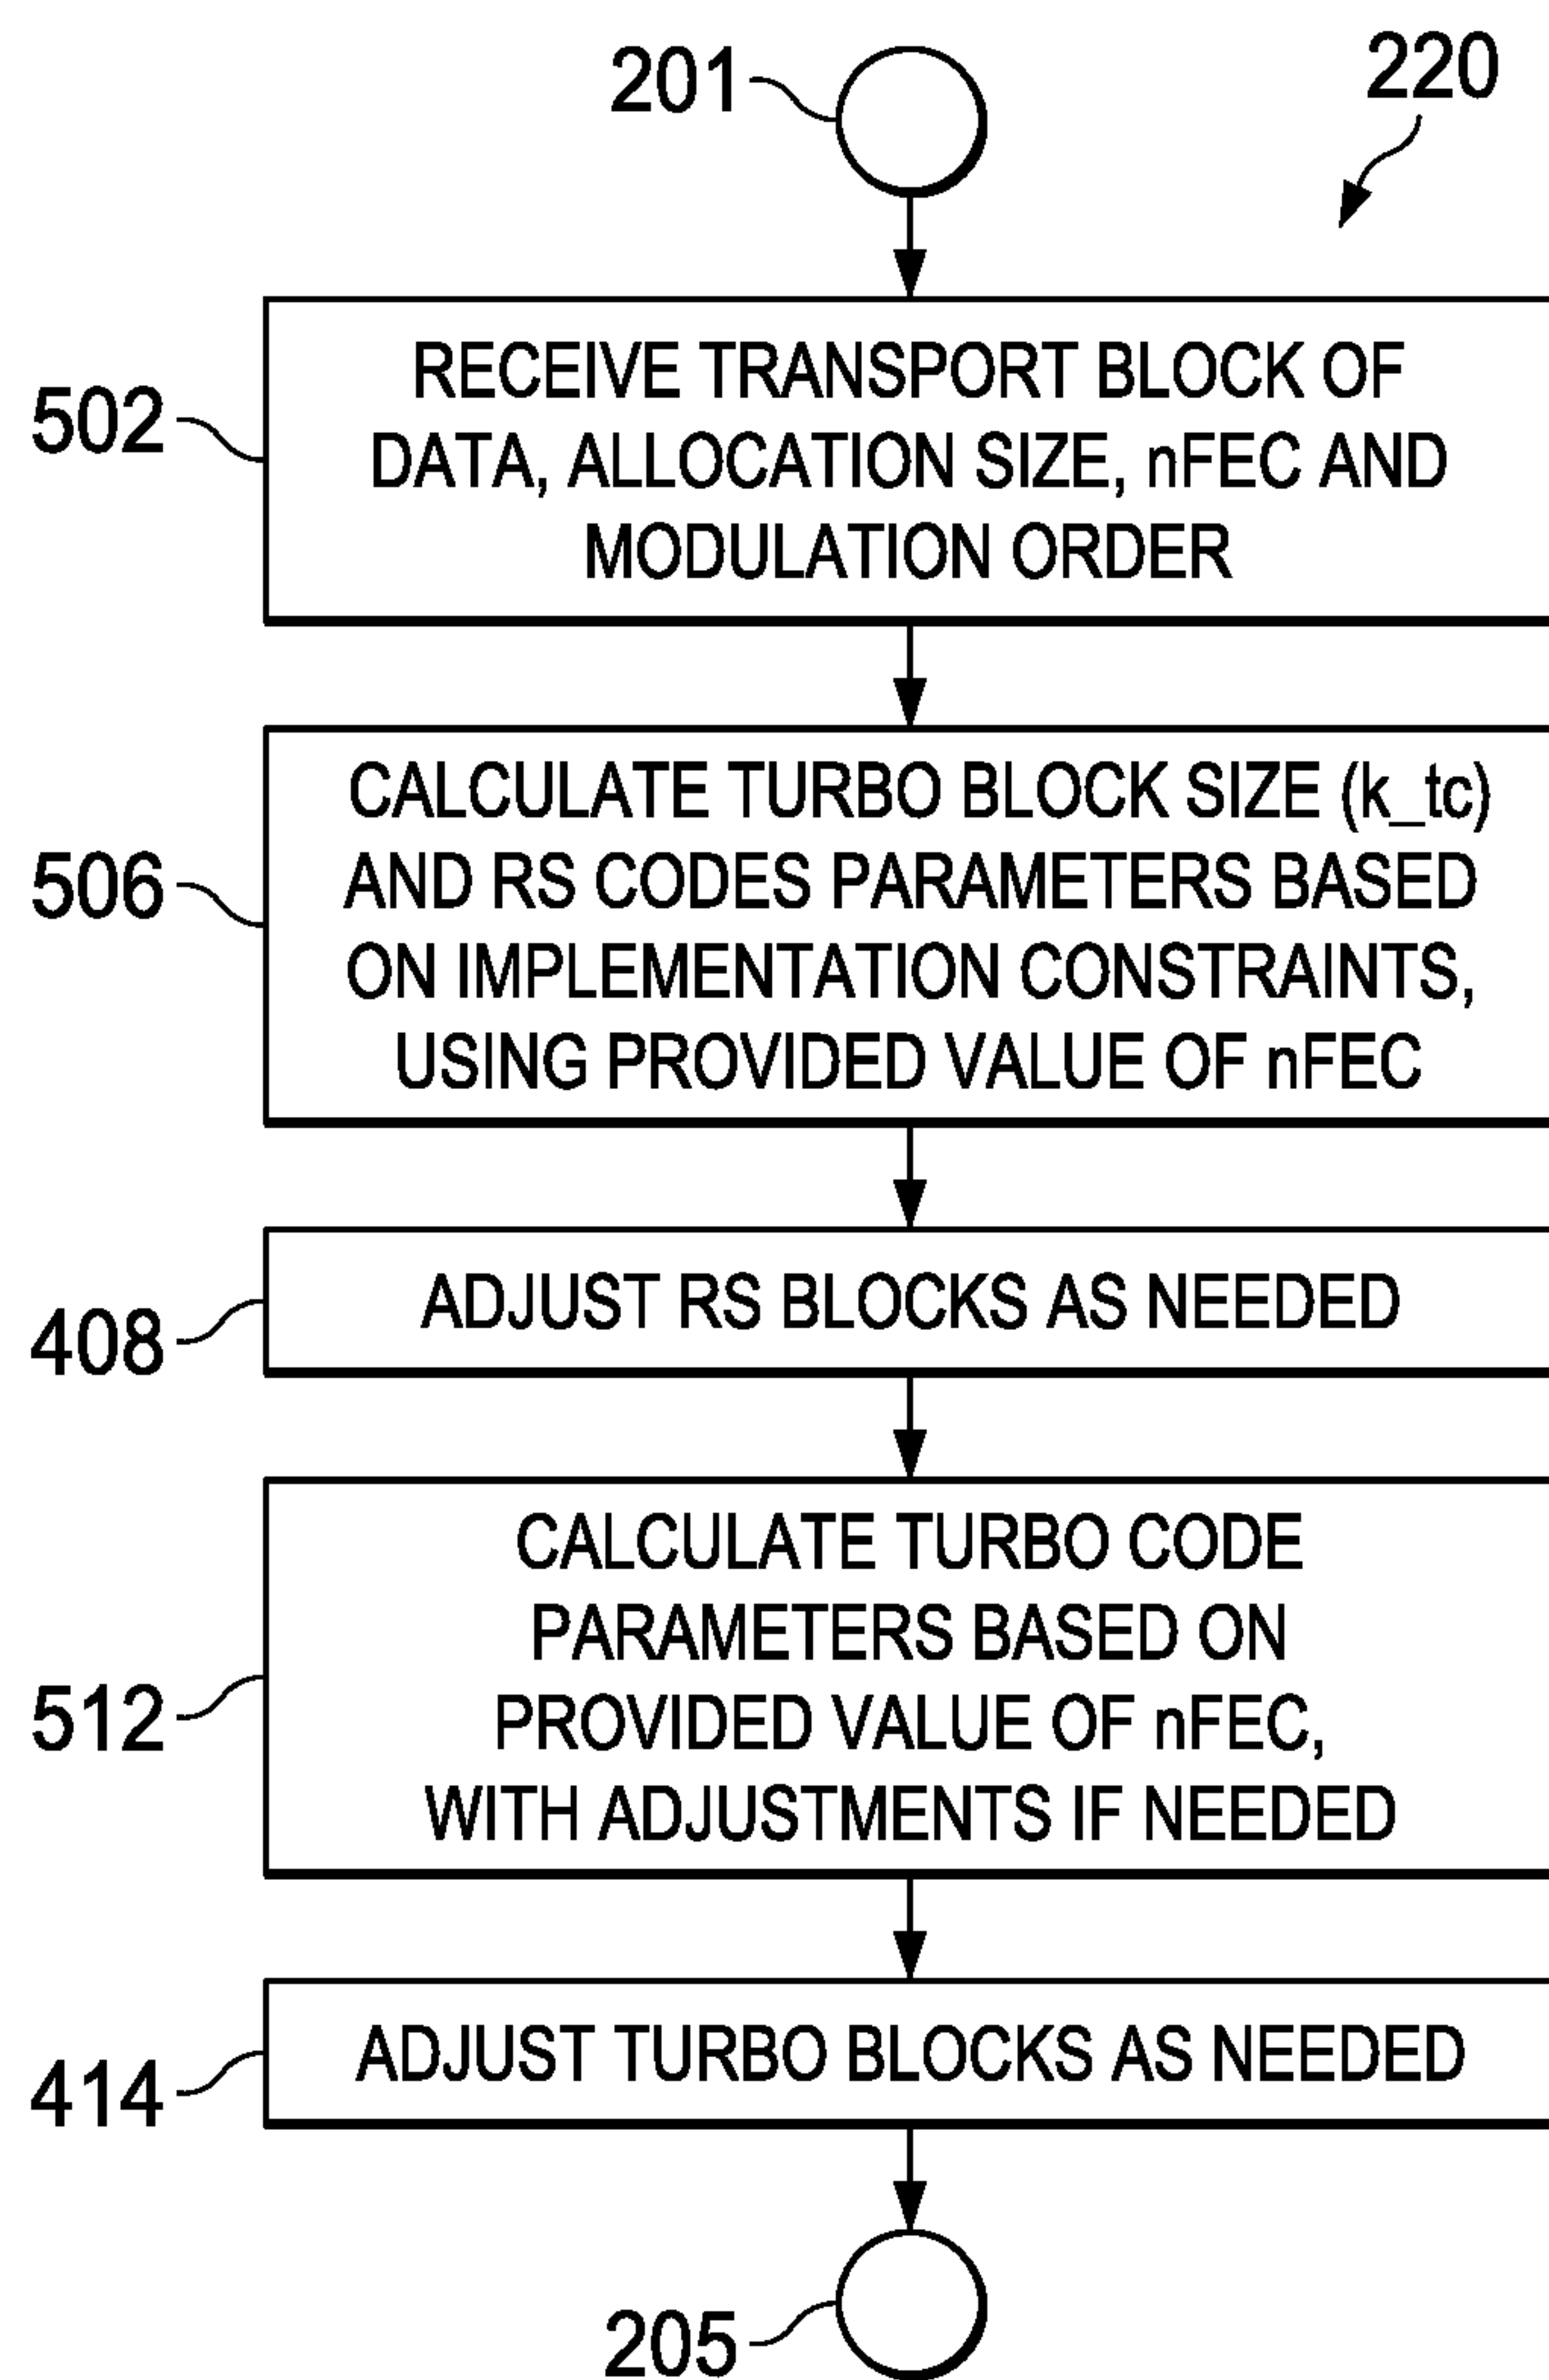 201
220
502
RECEIVE TRANSPORT BLOCK OF
DATA, ALLOCATION SIZE, nFEC AND
MODULATION ORDER
506
CALCULATE TURBO BLOCK SIZE (k_tc)
AND RS CODES PARAMETERS BASED
ON IMPLEMENTATION CONSTRAINTS,
USING PROVIDED VALUE OF nFEC
408
ADJUST RS BLOCKS AS NEEDED
512
CALCULATE TURBO CODE
PARAMETERS BASED ON
PROVIDED VALUE OF nFEC,
WITH ADJUSTMENTS IF NEEDED
414
ADJUST TURBO BLOCKS AS NEEDED
205